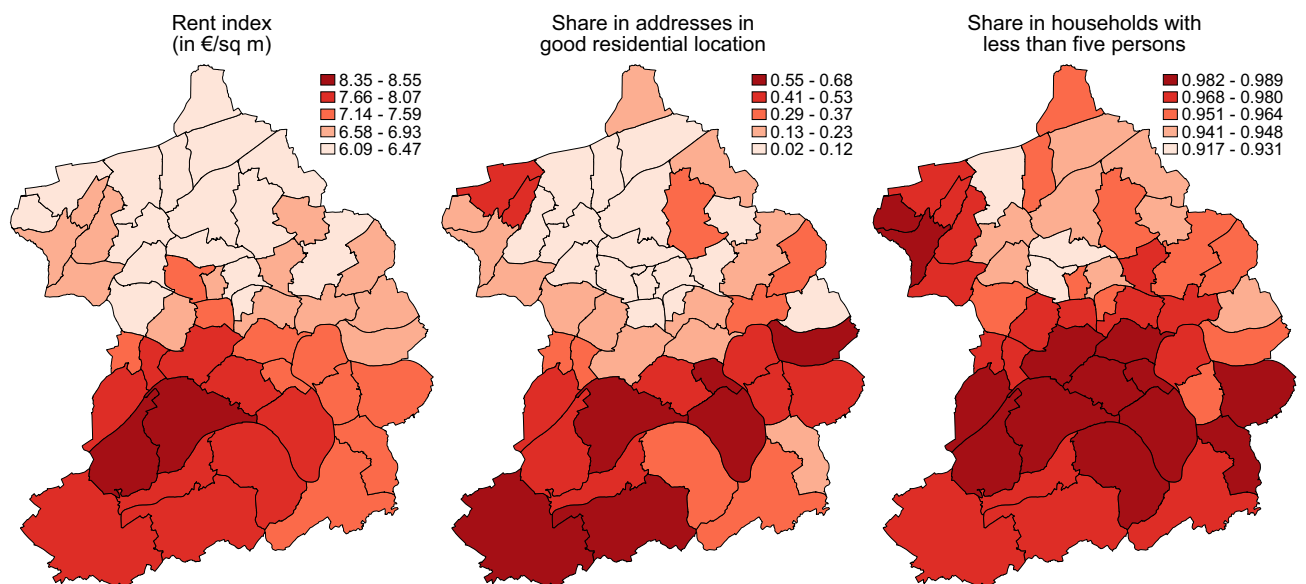 Rent index
(in €/sq m)
8.35 - 8.55
7.66 - 8.07
7.14 - 7.59
6.58 - 6.93
6.09 - 6.47
Share in addresses in
good residential location
0.55 - 0.68
0.41 - 0.53
0.29 - 0.37
0.13 - 0.23
0.02 - 0.12
Share in households with
less than five persons
0.982 - 0.989
0.968 - 0.980
0.951 - 0.964
0.941 - 0.948
0.917 - 0.931